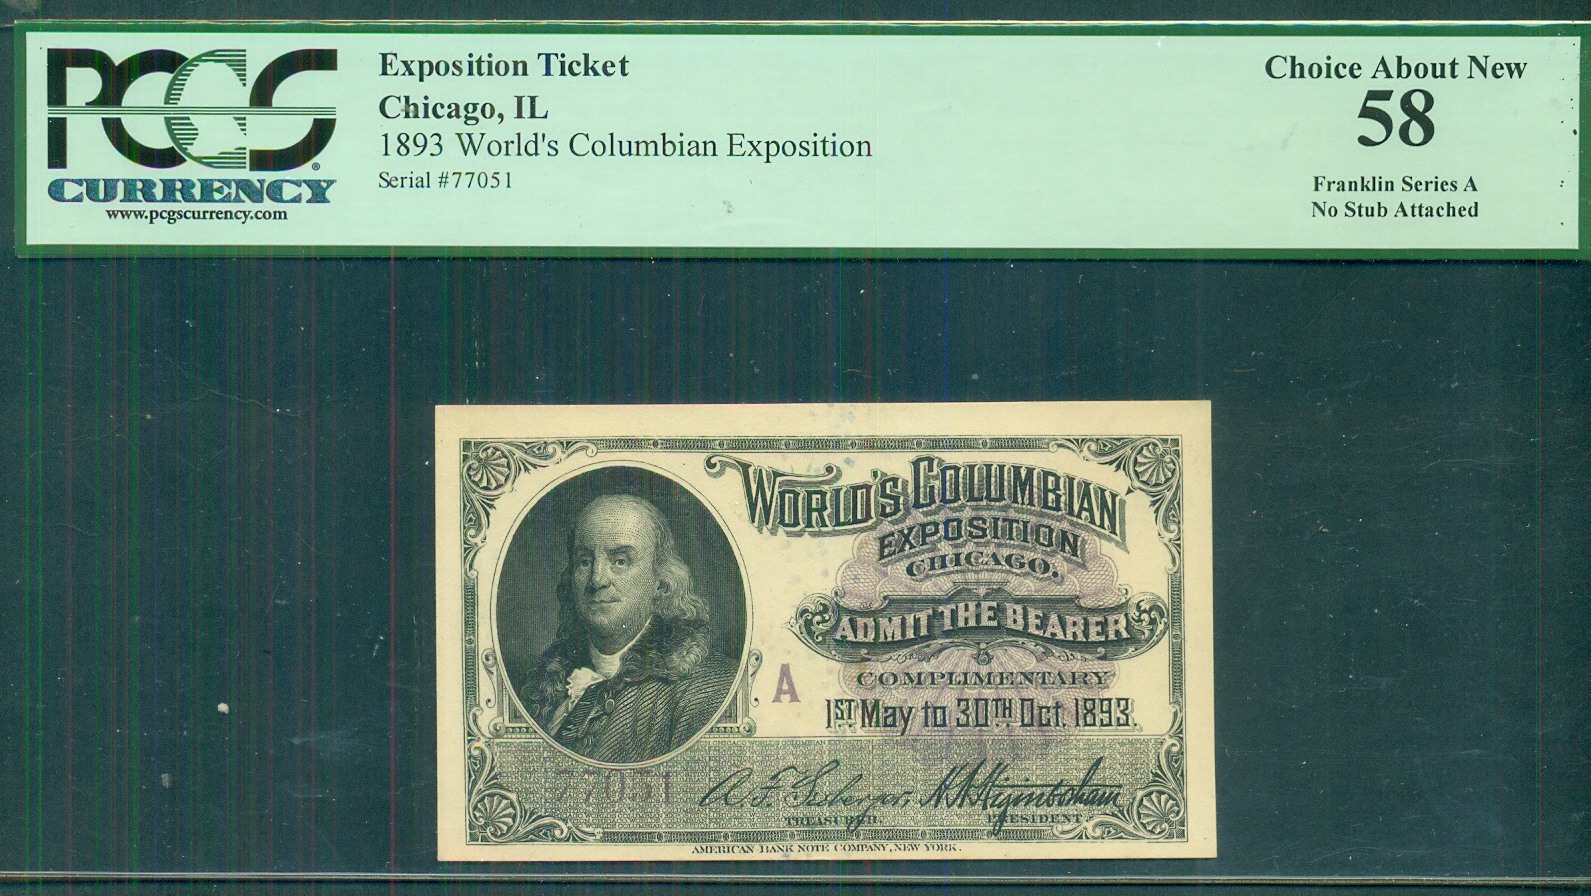 PCGS
CURRENCY
www.pcgscurrency.com
Exposition Ticket
Chicago, IL
1893 World's Columbian Exposition
Serial #77051
Choice About New
58
Franklin Series A
No Stub Attached
WORLD'S COLUMBIAN
EXPOSITION
CHICAGO.
ADMIT THE BEARER
A
COMPLIMENTARY
1ST May to 30TH Oct. 1893.
77051
A. F. Seeberger,
H. N. Higinbotham
TREASURER.
PRESIDENT.
AMERICAN BANK NOTE COMPANY, NEW YORK.